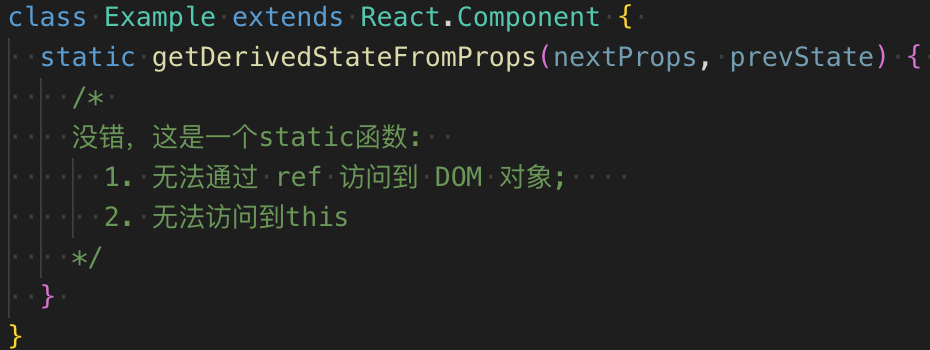 class Example extends React.Component {
  static getDerivedStateFromProps(nextProps, prevState) {
    /*
    没错，这是一个static函数:
      1. 无法通过 ref 访问到 DOM 对象;
      2. 无法访问到this
    */
  }
}